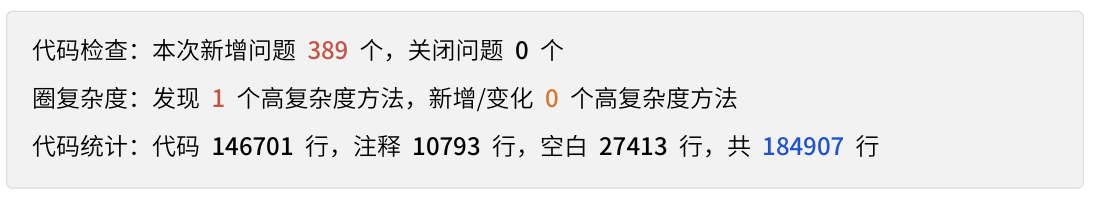 代码检查：本次新增问题 389 个，关闭问题 0 个
圈复杂度：发现 1 个高复杂度方法，新增/变化 0 个高复杂度方法
代码统计：代码 146701 行，注释 10793 行，空白 27413 行，共 184907 行